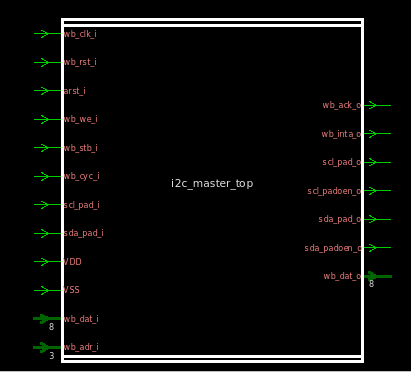 wb_clk_i
wb_rst_i
arst_i
wb_we_i
wb_stb_i
wb_cyc_i
scl_pad_i
sda_pad_i
VDD
VSS
wb_dat_i
8
wb_adr_i
3
i2c_master_top
wb_ack_o
wb_inta_o
scl_pad_o
scl_padoen_o
sda_pad_o
sda_padoen_o
wb_dat_o
8